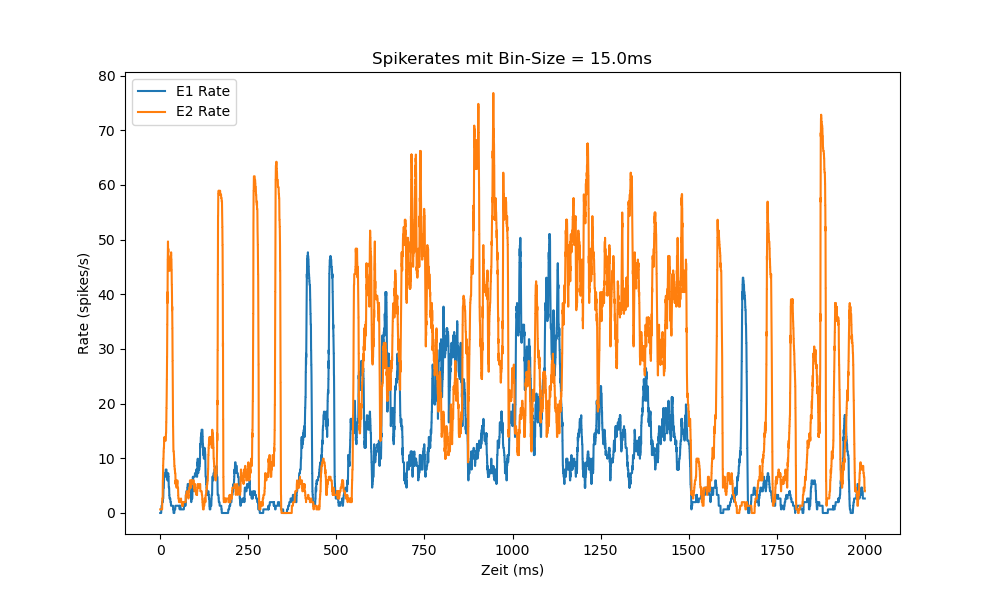 Spikerates mit Bin-Size = 15.0ms
E1 Rate
E2 Rate
80
70
60
50
40
30
20
10
0
Rate (spikes/s)
0 250 500 750 1000 1250 1500 1750 2000
Zeit (ms)